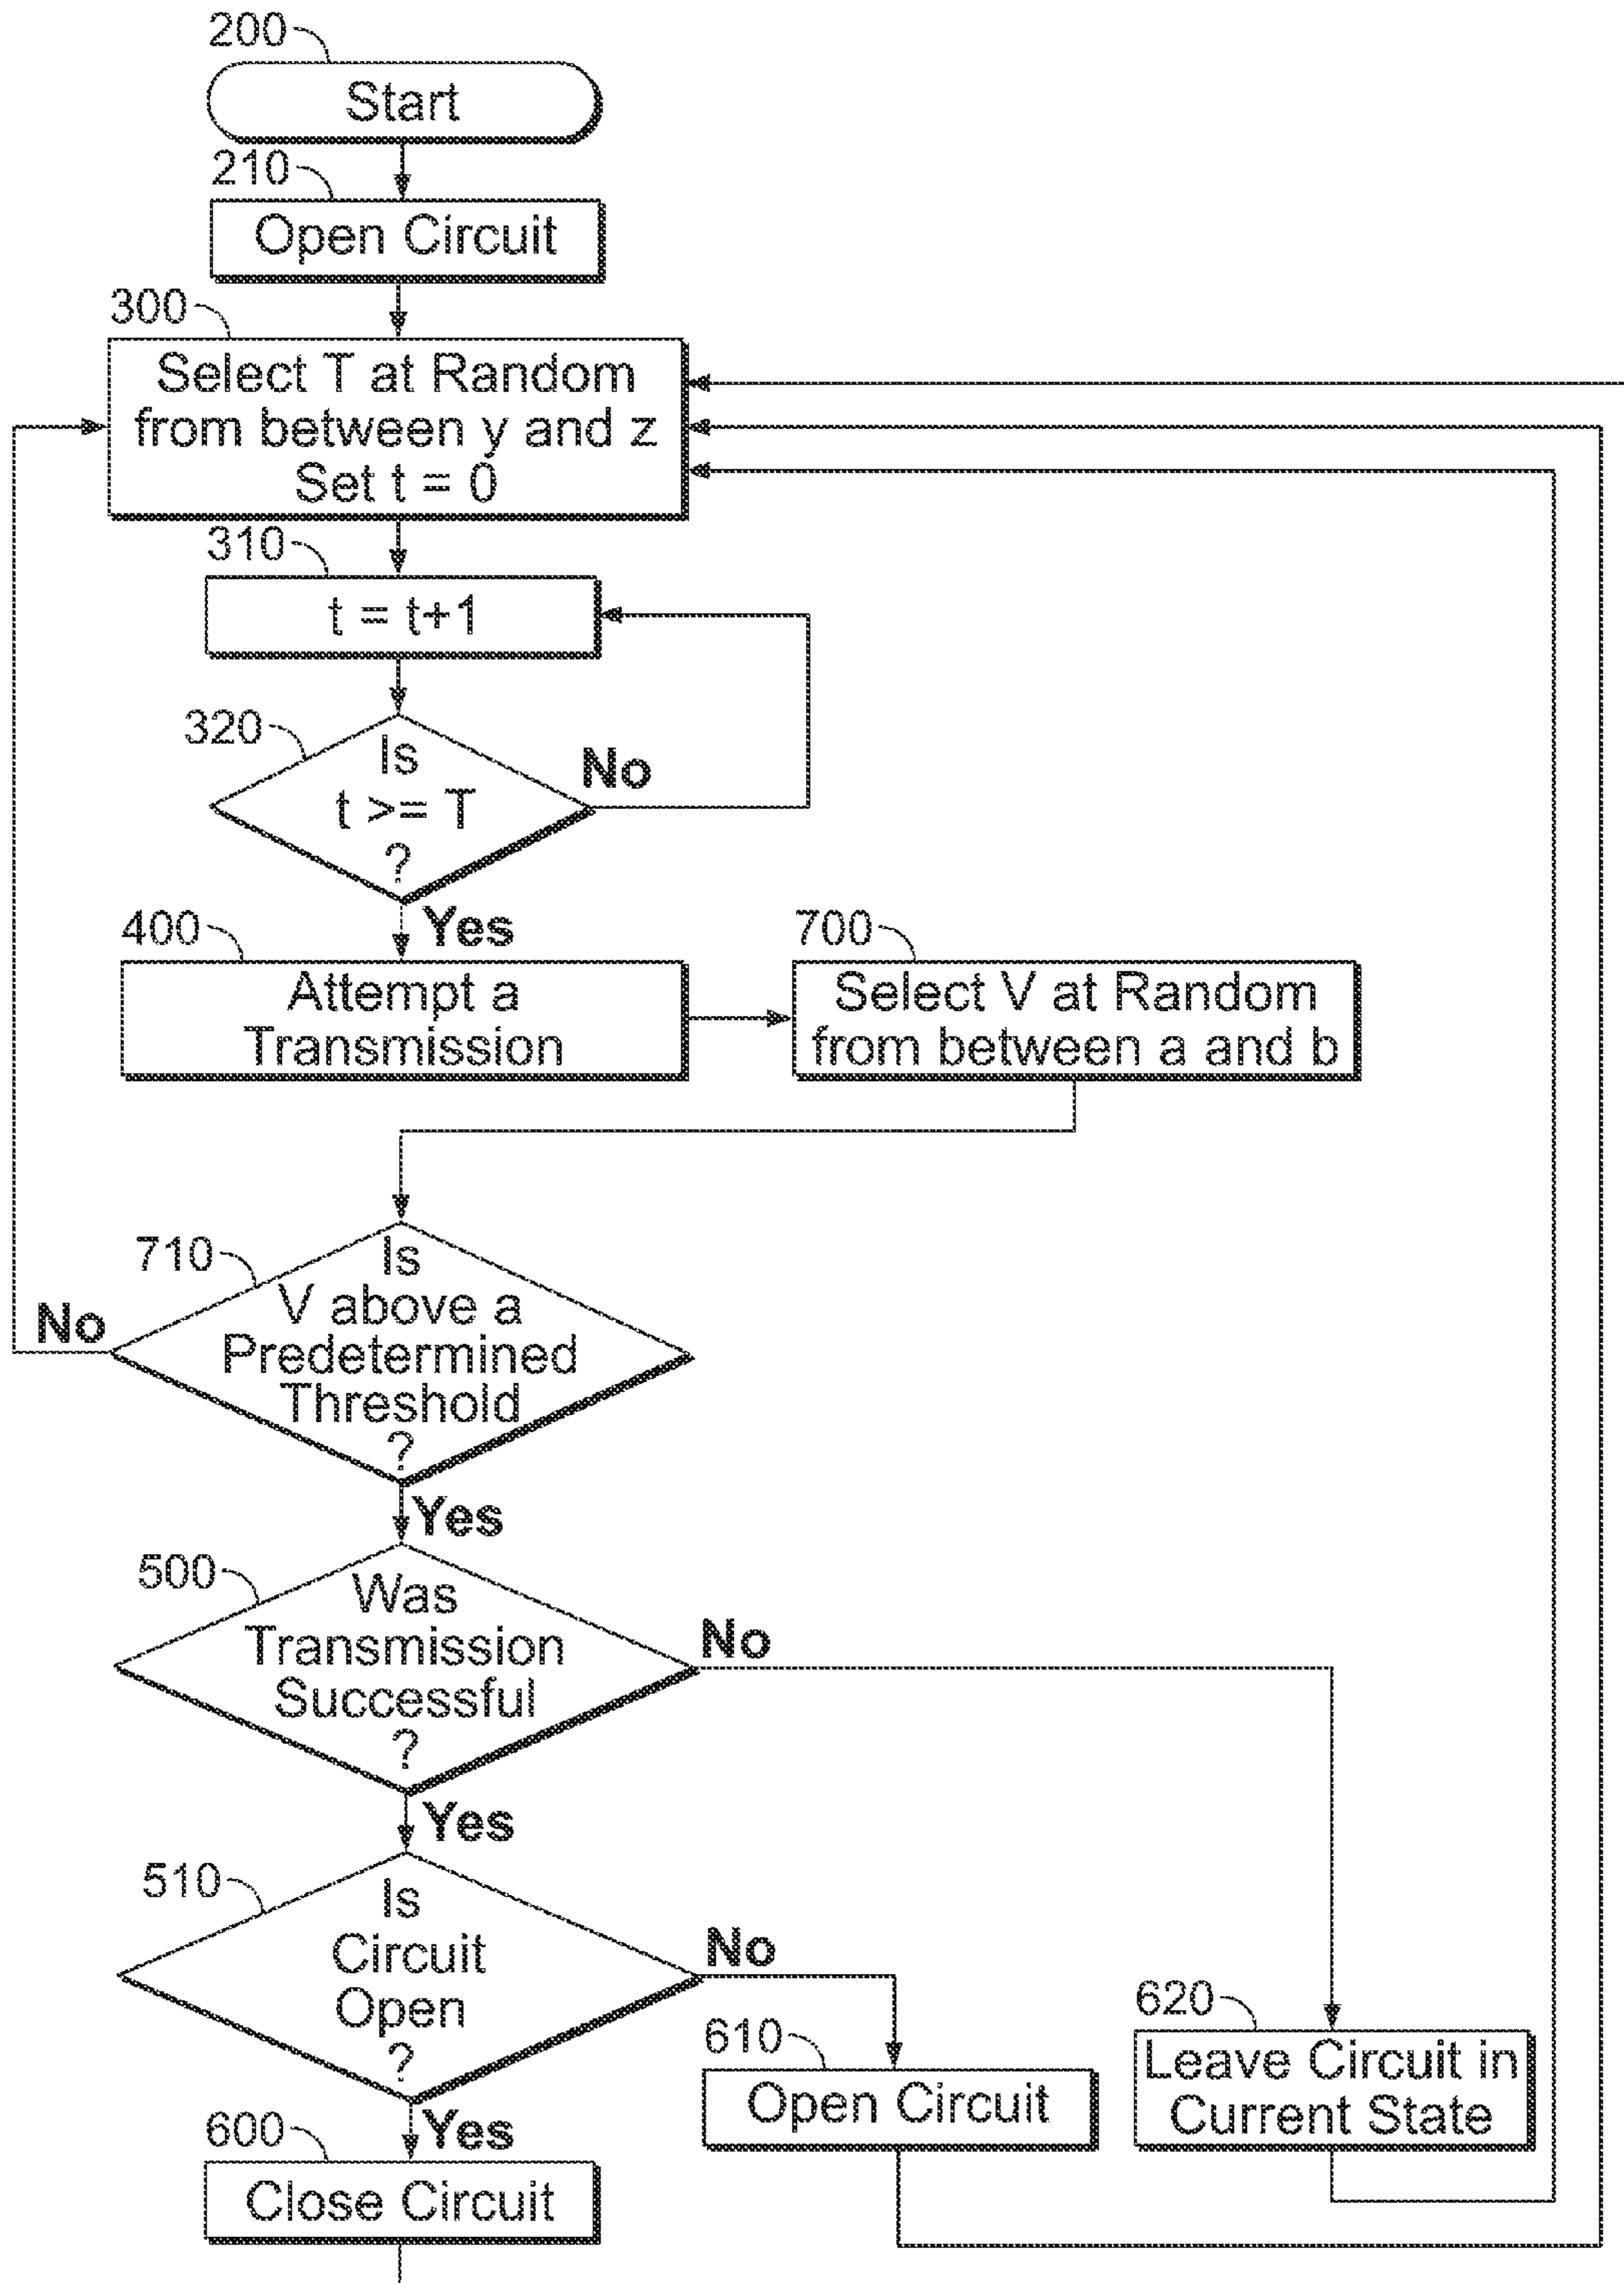 200
Start
210
Open Circuit
300
Select T at Random
from between y and z
Set t = 0
310
t = t+1
320
Is
t >= T
?
No
Yes
400
Attempt a
Transmission
700
Select V at Random
from between a and b
710
Is
V above a
Predetermined
Threshold
?
No
Yes
500
Was
Transmission
Successful
?
No
Yes
510
Is
Circuit
Open
?
No
Yes
610
Open Circuit
620
Leave Circuit in
Current State
600
Close Circuit